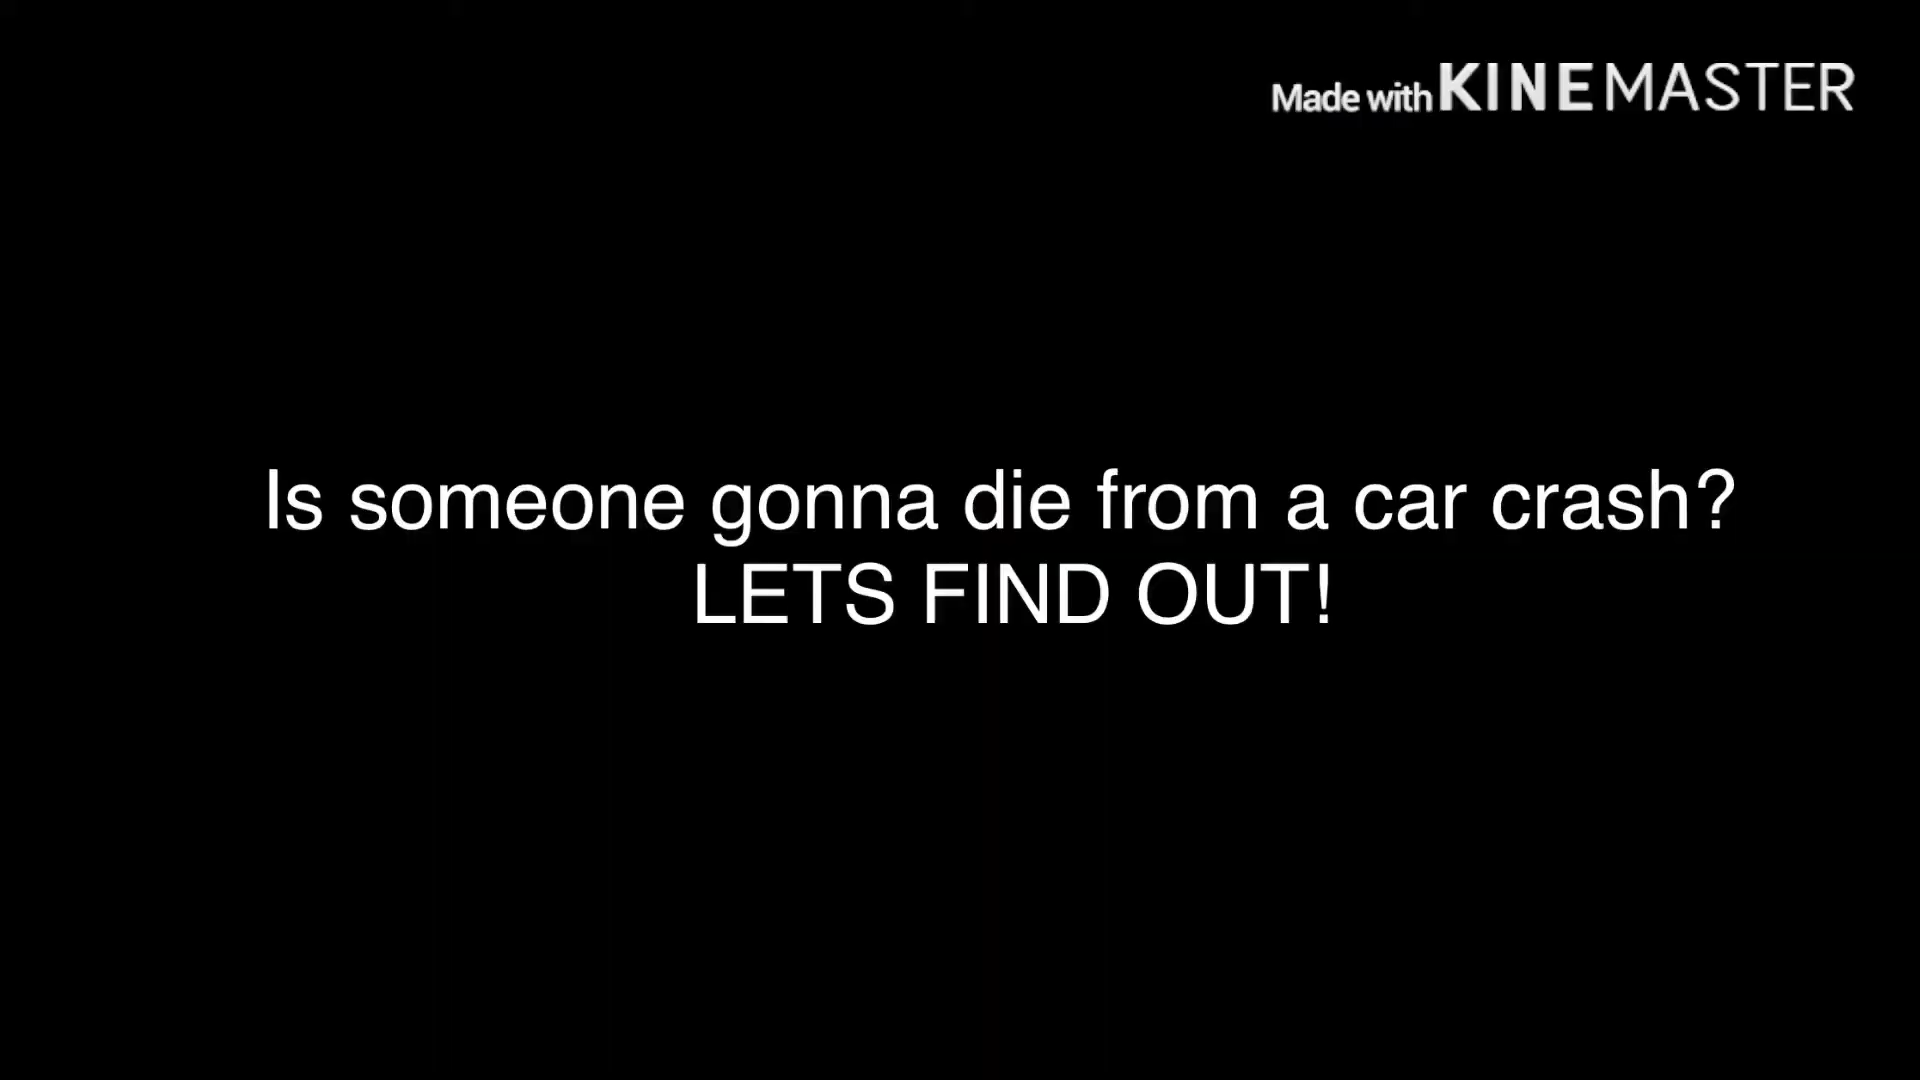 Made with KINEMASTER
Is someone gonna die from a car crash?
LETS FIND OUT!